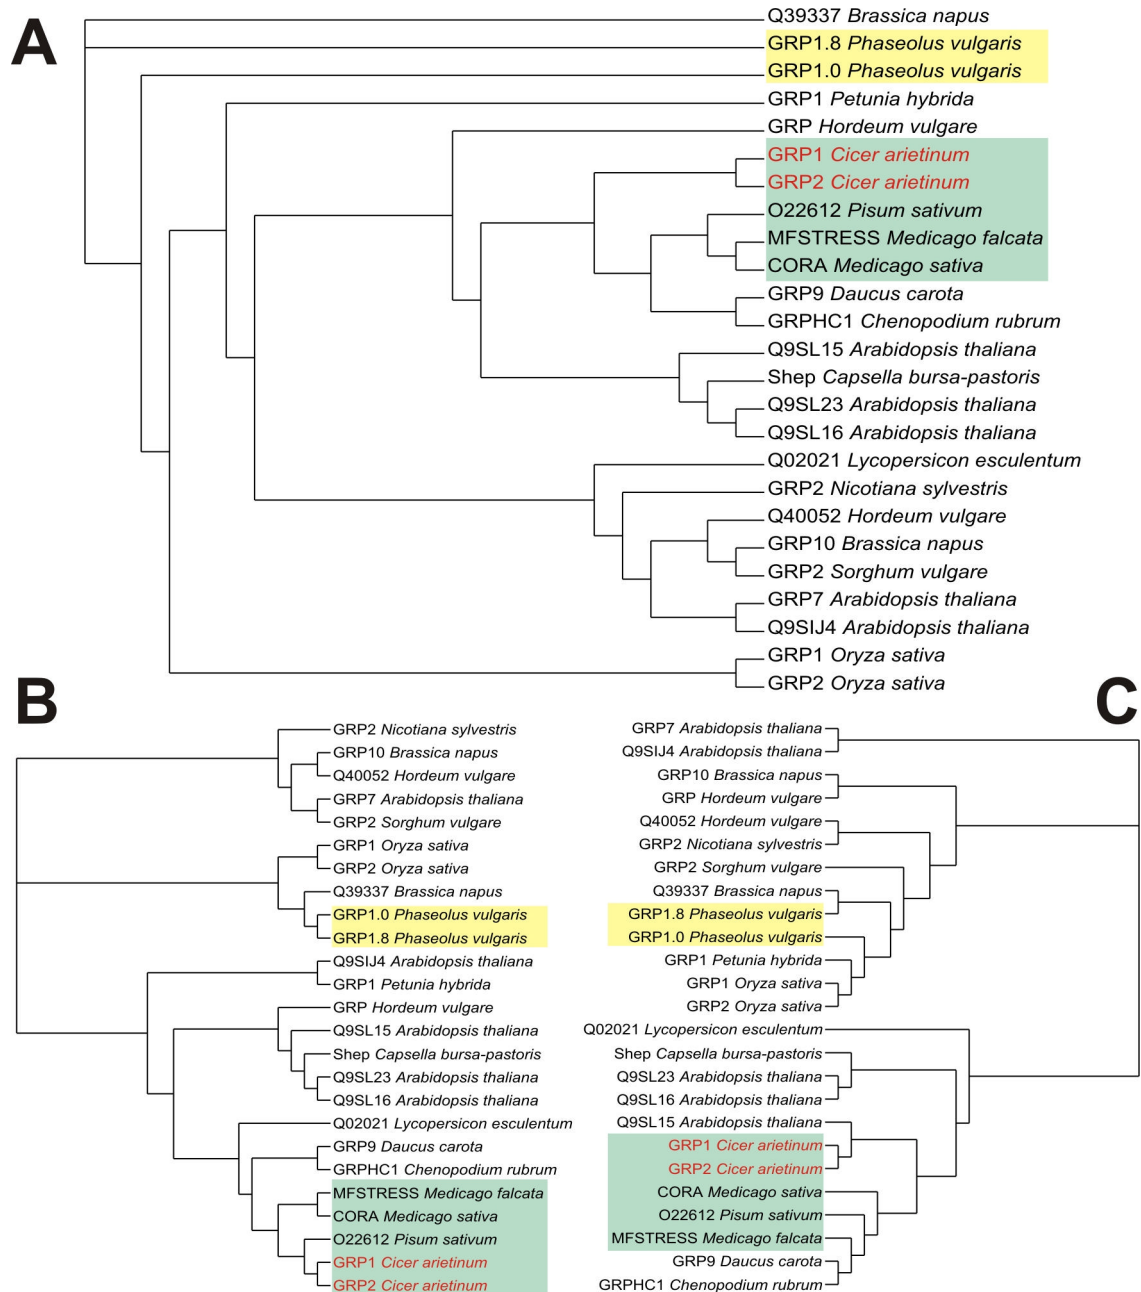 A
Q39337 Brassica napus
GRP1.8 Phaseolus vulgaris
GRP1.0 Phaseolus vulgaris
GRP1 Petunia hybrida
GRP Hordeum vulgare
GRP1 Cicer arietinum
GRP2 Cicer arietinum
O22612 Pisum sativum
MFSTRESS Medicago falcata
CORA Medicago sativa
GRP9 Daucus carota
GRPHC1 Chenopodium rubrum
Q9SL15 Arabidopsis thaliana
Shep Capsella bursa-pastoris
Q9SL23 Arabidopsis thaliana
Q9SL16 Arabidopsis thaliana
Q02021 Lycopersicon esculentum
GRP2 Nicotiana sylvestris
Q40052 Hordeum vulgare
GRP10 Brassica napus
GRP2 Sorghum vulgare
GRP7 Arabidopsis thaliana
Q9SIJ4 Arabidopsis thaliana
GRP1 Oryza sativa
GRP2 Oryza sativa
B
GRP2 Nicotiana sylvestris
GRP10 Brassica napus
Q40052 Hordeum vulgare
GRP7 Arabidopsis thaliana
GRP2 Sorghum vulgare
GRP1 Oryza sativa
GRP2 Oryza sativa
Q39337 Brassica napus
GRP1.0 Phaseolus vulgaris
GRP1.8 Phaseolus vulgaris
Q9SIJ4 Arabidopsis thaliana
GRP1 Petunia hybrida
GRP Hordeum vulgare
Q9SL15 Arabidopsis thaliana
Shep Capsella bursa-pastoris
Q9SL23 Arabidopsis thaliana
Q9SL16 Arabidopsis thaliana
Q02021 Lycopersicon esculentum
GRP9 Daucus carota
GRPHC1 Chenopodium rubrum
MFSTRESS Medicago falcata
CORA Medicago sativa
O22612 Pisum sativum
GRP1 Cicer arietinum
GRP2 Cicer arietinum
C
GRP7 Arabidopsis thaliana
Q9SIJ4 Arabidopsis thaliana
GRP10 Brassica napus
GRP Hordeum vulgare
Q40052 Hordeum vulgare
GRP2 Nicotiana sylvestris
GRP2 Sorghum vulgare
Q39337 Brassica napus
GRP1.8 Phaseolus vulgaris
GRP1.0 Phaseolus vulgaris
GRP1 Petunia hybrida
GRP1 Oryza sativa
GRP2 Oryza sativa
Q02021 Lycopersicon esculentum
Shep Capsella bursa-pastoris
Q9SL23 Arabidopsis thaliana
Q9SL16 Arabidopsis thaliana
Q9SL15 Arabidopsis thaliana
GRP1 Cicer arietinum
GRP2 Cicer arietinum
CORA Medicago sativa
O22612 Pisum sativum
MFSTRESS Medicago falcata
GRP9 Daucus carota
GRPHC1 Chenopodium rubrum